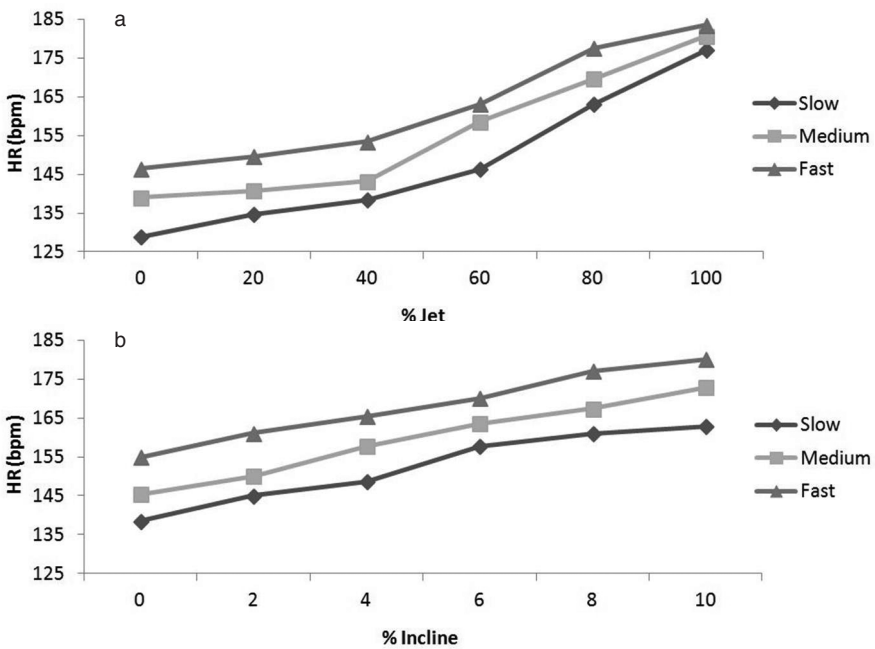 a
185
175
165
155
145
135
125
HR(bpm)
0 20 40 60 80 100
% Jet
Slow
Medium
Fast
b
185
175
165
155
145
135
125
HR(bpm)
0 2 4 6 8 10
% Incline
Slow
Medium
Fast